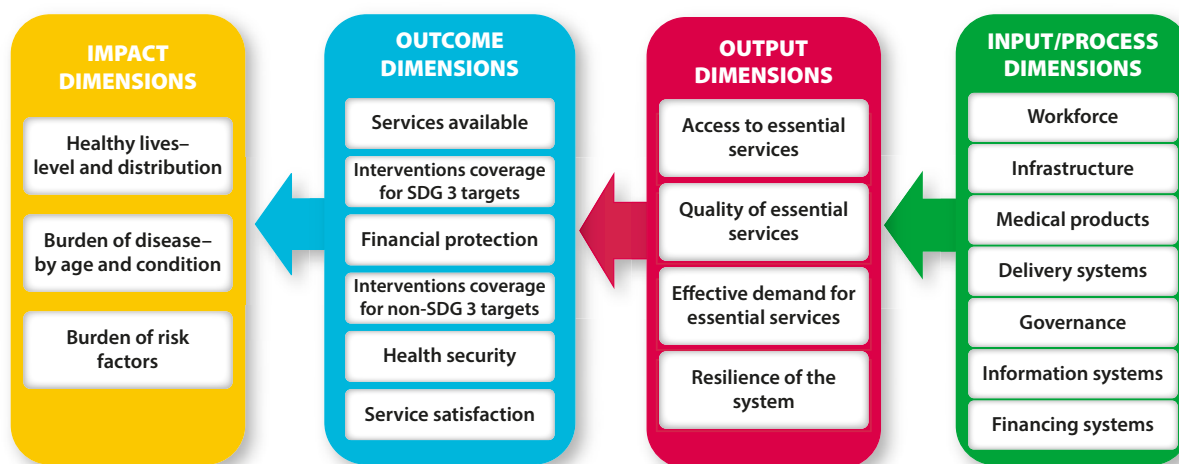 IMPACT
DIMENSIONS
Healthy lives–
level and distribution
Burden of disease–
by age and condition
Burden of risk
factors
OUTCOME
DIMENSIONS
Services available
Interventions coverage
for SDG 3 targets
Financial protection
Interventions coverage
for non-SDG 3 targets
Health security
Service satisfaction
OUTPUT
DIMENSIONS
Access to essential
services
Quality of essential
services
Effective demand for
essential services
Resilience of the
system
INPUT/PROCESS
DIMENSIONS
Workforce
Infrastructure
Medical products
Delivery systems
Governance
Information systems
Financing systems